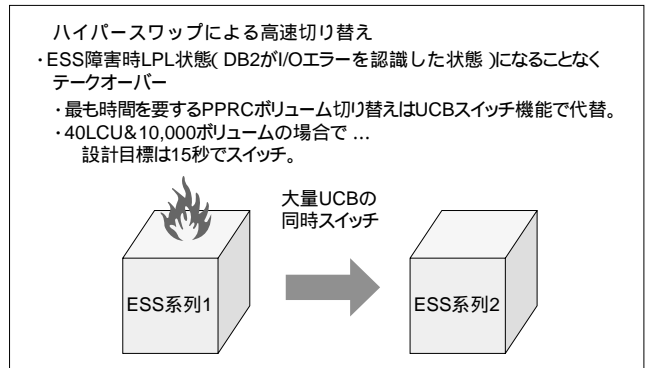 ハイパースワップによる高速切り替え
・ESS障害時LPL状態( DB2がI/Oエラーを認識した状態 )になることなく
テークオーバー
・最も時間を要するPPRCボリューム切り替えはUCBスイッチ機能で代替。
・40LCU&10,000ボリュームの場合で …
設計目標は15秒でスイッチ。
大量UCBの
同時スイッチ
ESS系列1
ESS系列2